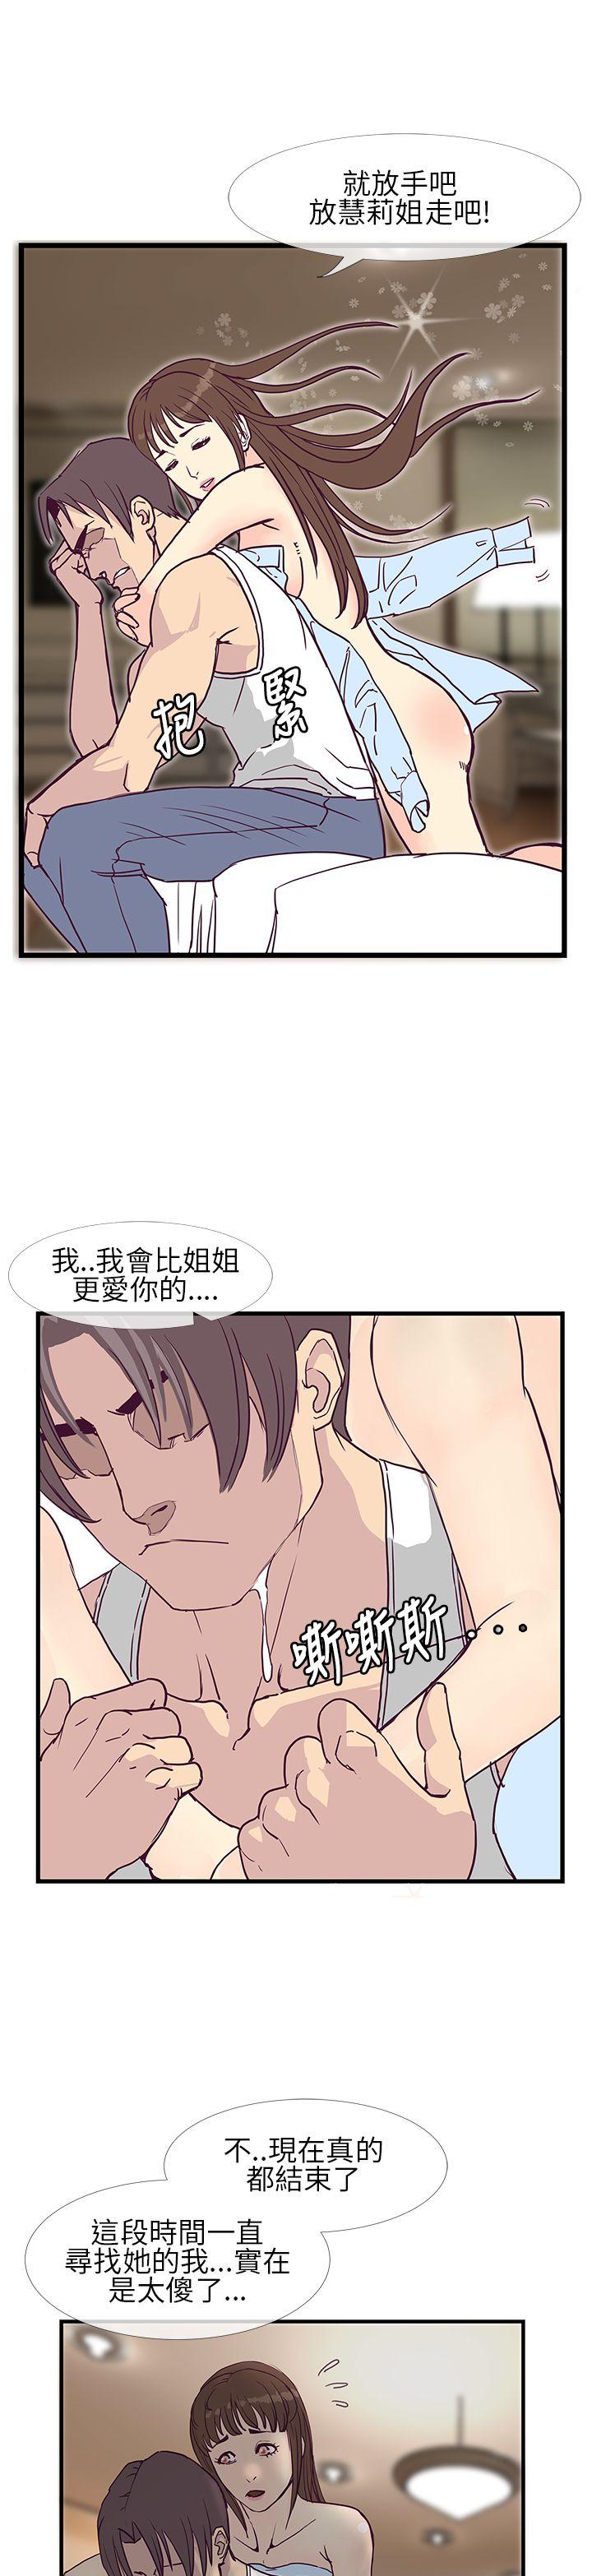 就放手吧
放慧莉姐走吧!
抱緊
我..我會比姐姐
更愛你的....
嘶嘶斯...
不..現在真的
都結束了
這段時間一直
尋找她的我...實在
是太傻了...